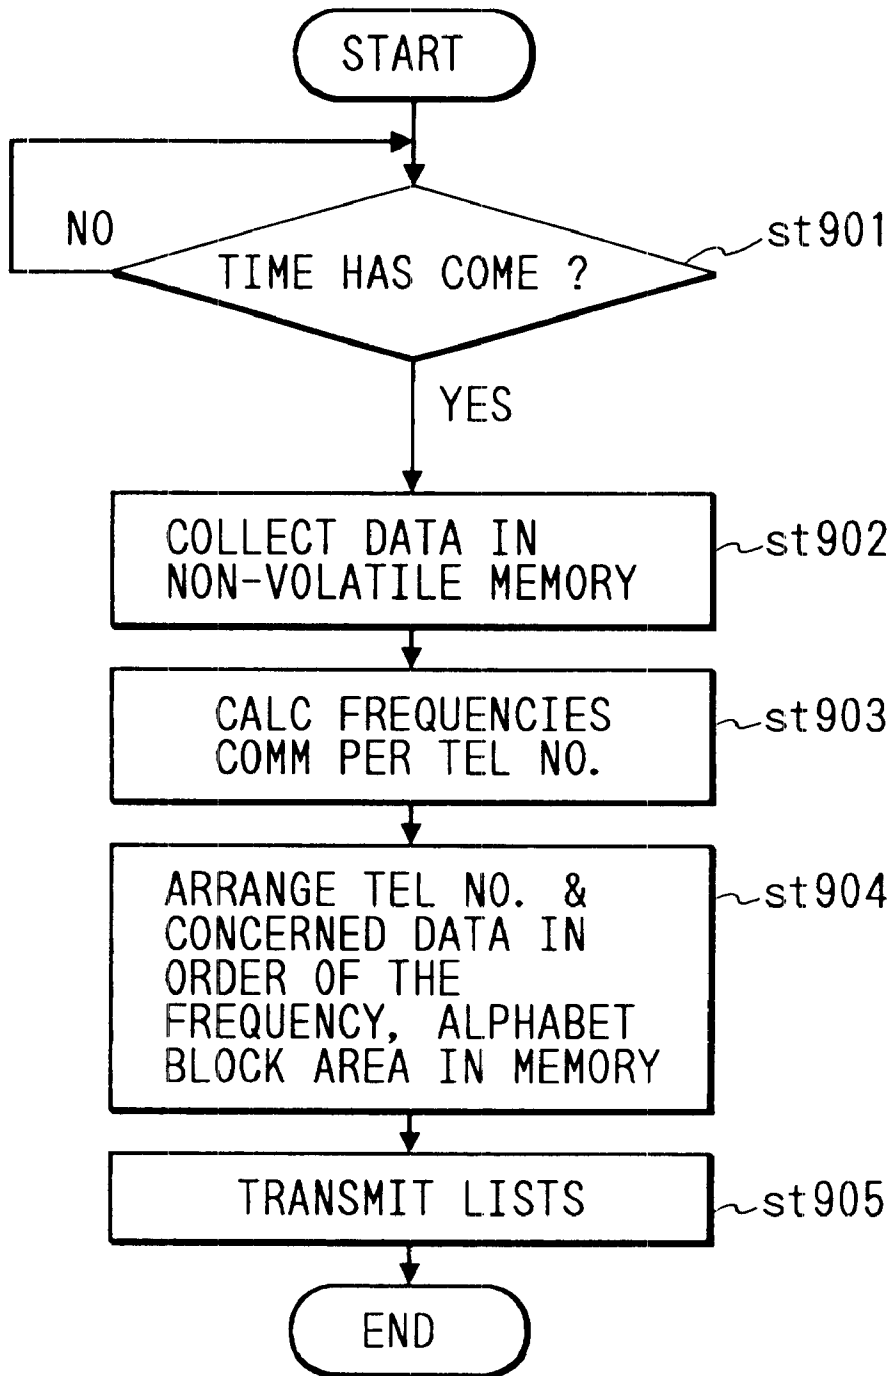 START
NO
TIME HAS COME ?
st901
YES
COLLECT DATA IN
NON-VOLATILE MEMORY
st902
CALC FREQUENCIES
COMM PER TEL NO.
st903
ARRANGE TEL NO. &
CONCERNED DATA IN
ORDER OF THE
FREQUENCY, ALPHABET
BLOCK AREA IN MEMORY
st904
TRANSMIT LISTS
st905
END